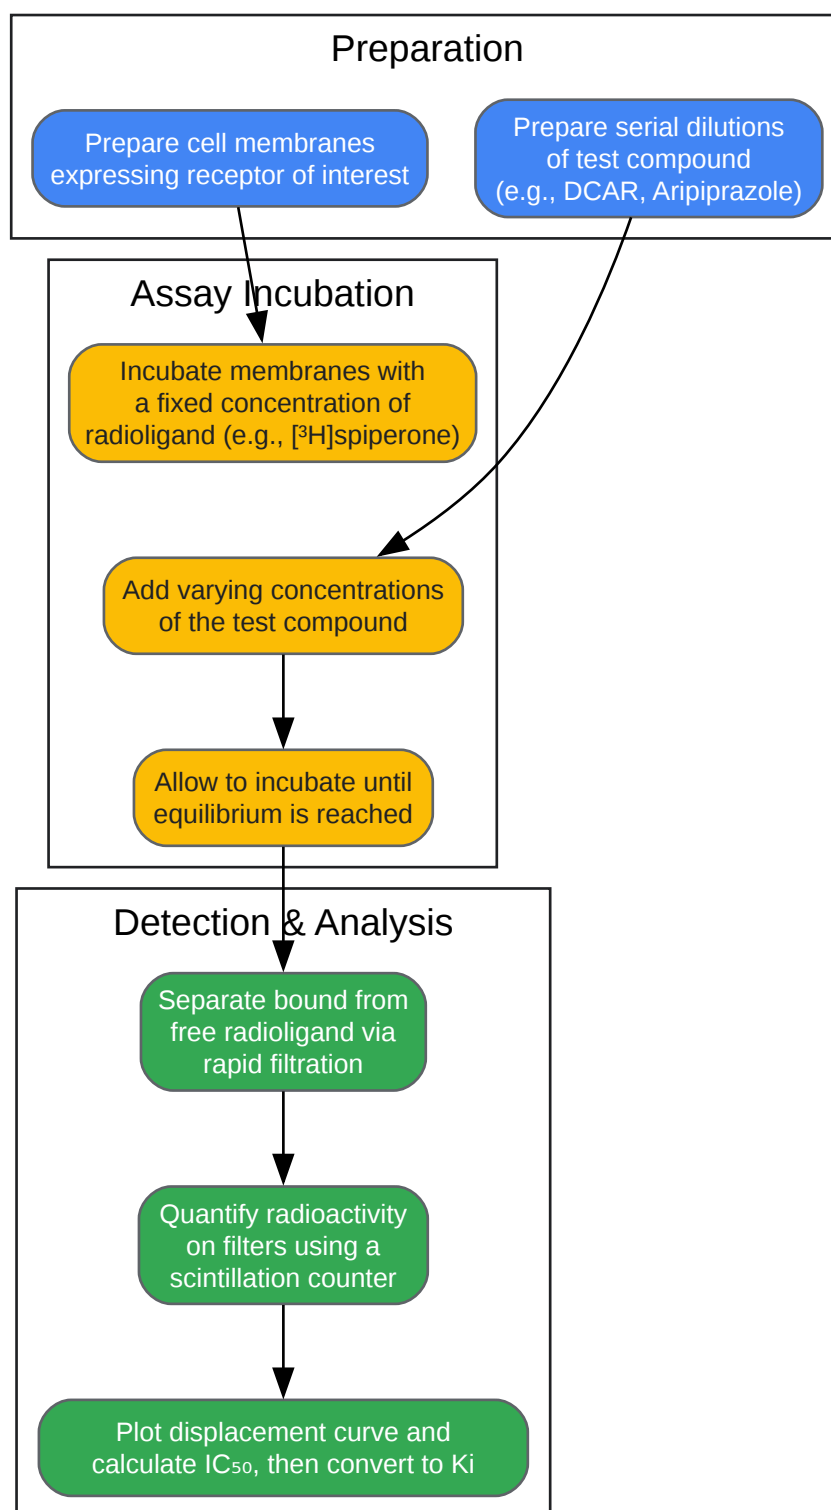 Preparation
Prepare cell membranes
expressing receptor of interest
Prepare serial dilutions
of test compound
(e.g., DCAR, Aripiprazole)
Assay Incubation
Incubate membranes with
a fixed concentration of
radioligand (e.g., [³H]spiperone)
Add varying concentrations
of the test compound
Allow to incubate until
equilibrium is reached
Detection & Analysis
Separate bound from
free radioligand via
rapid filtration
Quantify radioactivity
on filters using a
scintillation counter
Plot displacement curve and
calculate IC₅₀, then convert to Ki